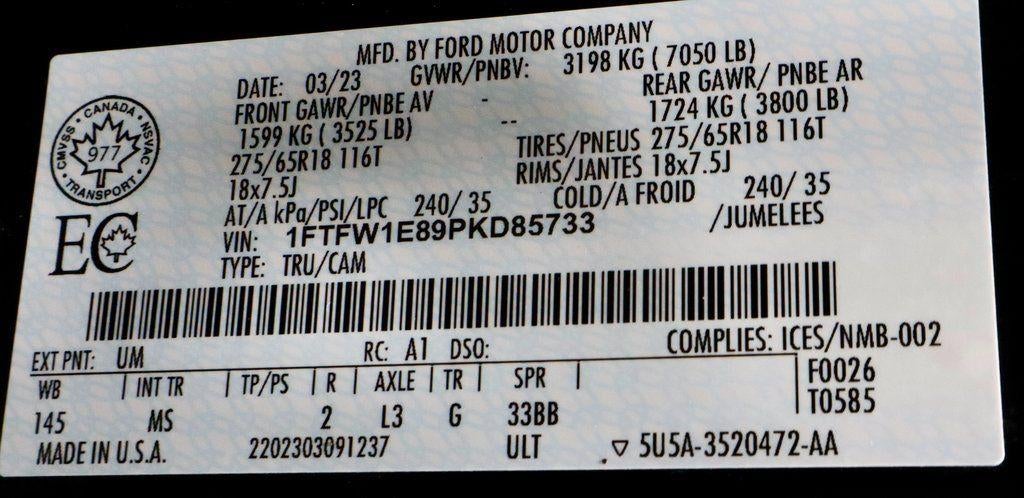 MFD. BY FORD MOTOR COMPANY
DATE: 03/23 GVWR/PNBV: 3198 KG ( 7050 LB)
FRONT GAWR/PNBE AV - REAR GAWR/ PNBE AR
1599 KG ( 3525 LB) -- 1724 KG ( 3800 LB)
275/65R18 116T TIRES/PNEUS 275/65R18 116T
18x7.5J RIMS/JANTES 18x7.5J
AT/A kPa/PSI/LPC 240/ 35 COLD/A FROID 240/ 35
VIN: 1FTFW1E89PKD85733 /JUMELEES
TYPE: TRU/CAM
CANADA
CMVSS • NSVAC
977
TRANSPORT
EC
EXT PNT: UM RC: A1 DSO: COMPLIES: ICES/NMB-002
WB | INT TR | TP/PS | R | AXLE | TR | SPR | F0026
145 MS 2 L3 G 33BB T0585
MADE IN U.S.A. 2202303091237 ULT ▽ 5U5A-3520472-AA